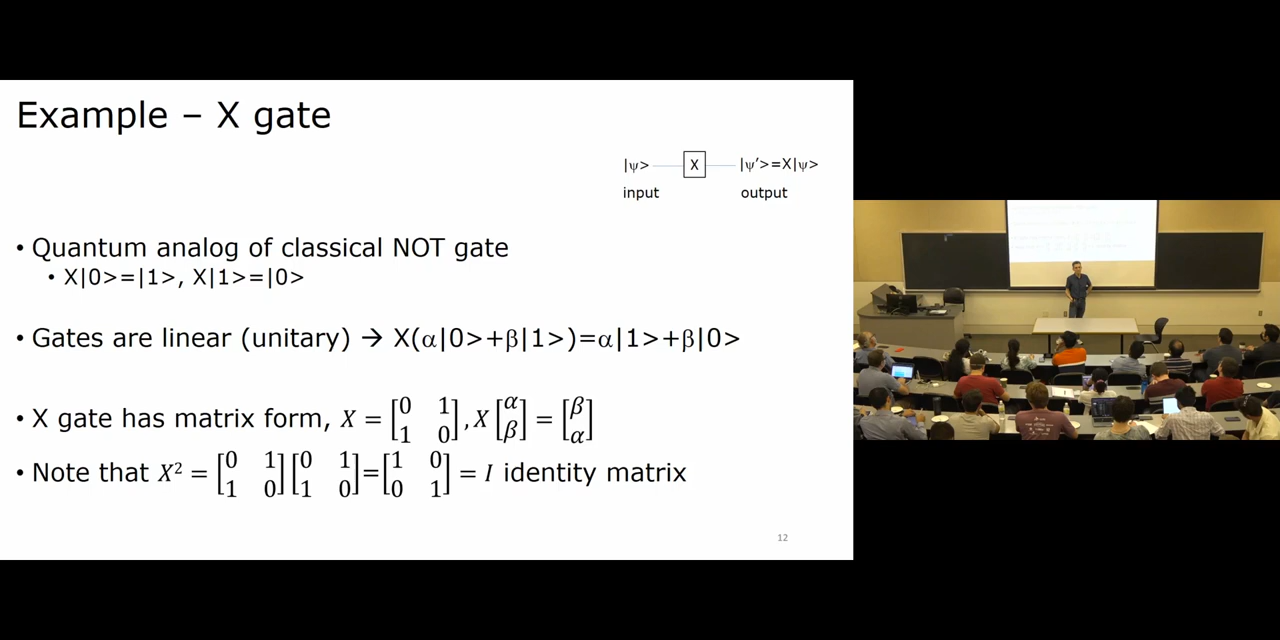 Example – X gate
|ψ> X |ψ′>=X|ψ>
input output
• Quantum analog of classical NOT gate
• X|0>=|1>, X|1>=|0>
• Gates are linear (unitary) → X(α|0>+β|1>)=α|1>+β|0>
• X gate has matrix form, X = [0 1; 1 0], X [α; β] = [β; α]
• Note that X² = [0 1; 1 0] [0 1; 1 0] = [1 0; 0 1] = I identity matrix
12